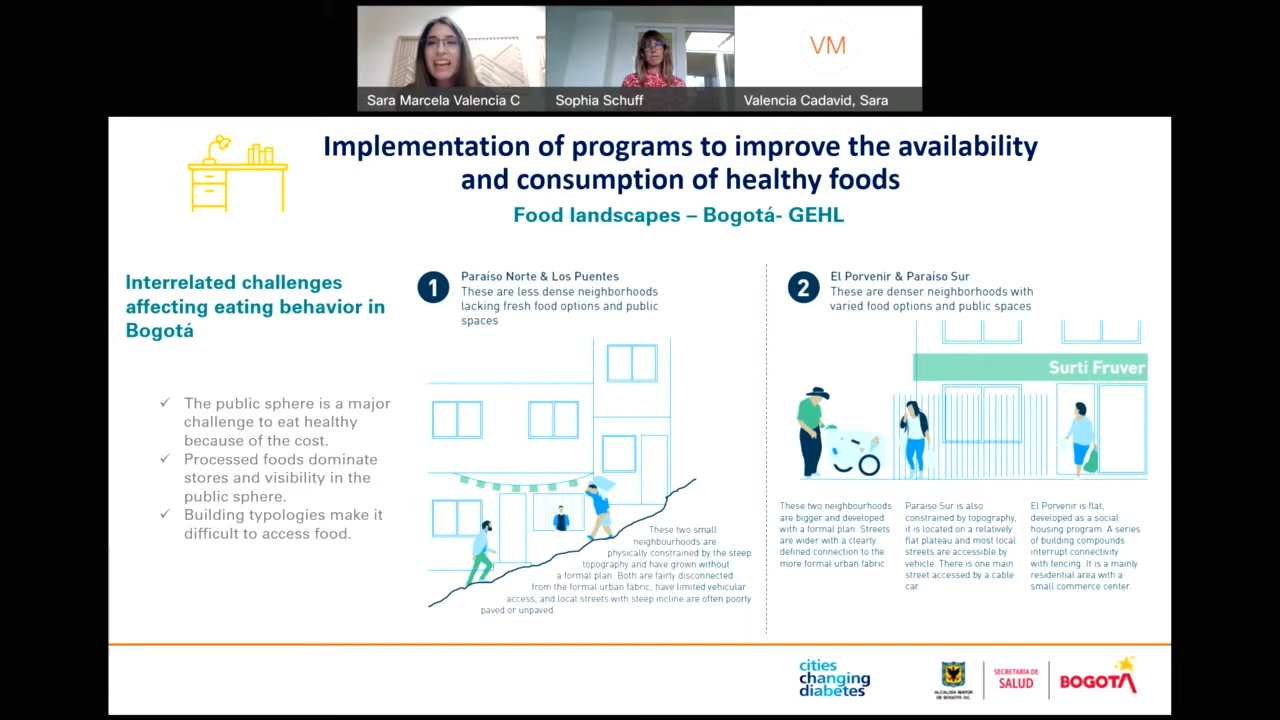 VM
Sara Marcela Valencia C
Sophia Schuff
Valencia Cadavid, Sara
Implementation of programs to improve the availability
and consumption of healthy foods
Food landscapes – Bogotá- GEHL
Interrelated challenges
affecting eating behavior in
Bogotá
✓ The public sphere is a major
challenge to eat healthy
because of the cost.
✓ Processed foods dominate
stores and visibility in the
public sphere.
✓ Building typologies make it
difficult to access food.
1
Paraíso Norte & Los Puentes
These are less dense neighborhoods
lacking fresh food options and public
spaces
These two small
neighbourhoods are
physically constrained by the steep
topography and have grown without
a formal plan. Both are fairly disconnected
from the formal urban fabric, have limited vehicular
access, and local streets with steep incline are often poorly
paved or unpaved.
2
El Porvenir & Paraíso Sur
These are denser neighborhoods with
varied food options and public spaces
Surti Fruver
These two neighbourhoods
are bigger and developed
with a formal plan. Streets
are wider with a clearly
defined connection to the
more formal urban fabric.
Paraiso Sur is also
constrained by topography,
it is located on a relatively
flat plateau and most local
streets are accessible by
vehicle. There is one main
street accessed by a cable
car.
El Porvenir is flat,
developed as a social
housing program. A series
of building compounds
interrupt connectivity
with fencing. It is a mainly
residential area with a
small commerce center.
cities
changing
diabetes
ALCALDÍA MAYOR
DE BOGOTÁ D.C.
SECRETARÍA DE
SALUD
BOGOTÁ